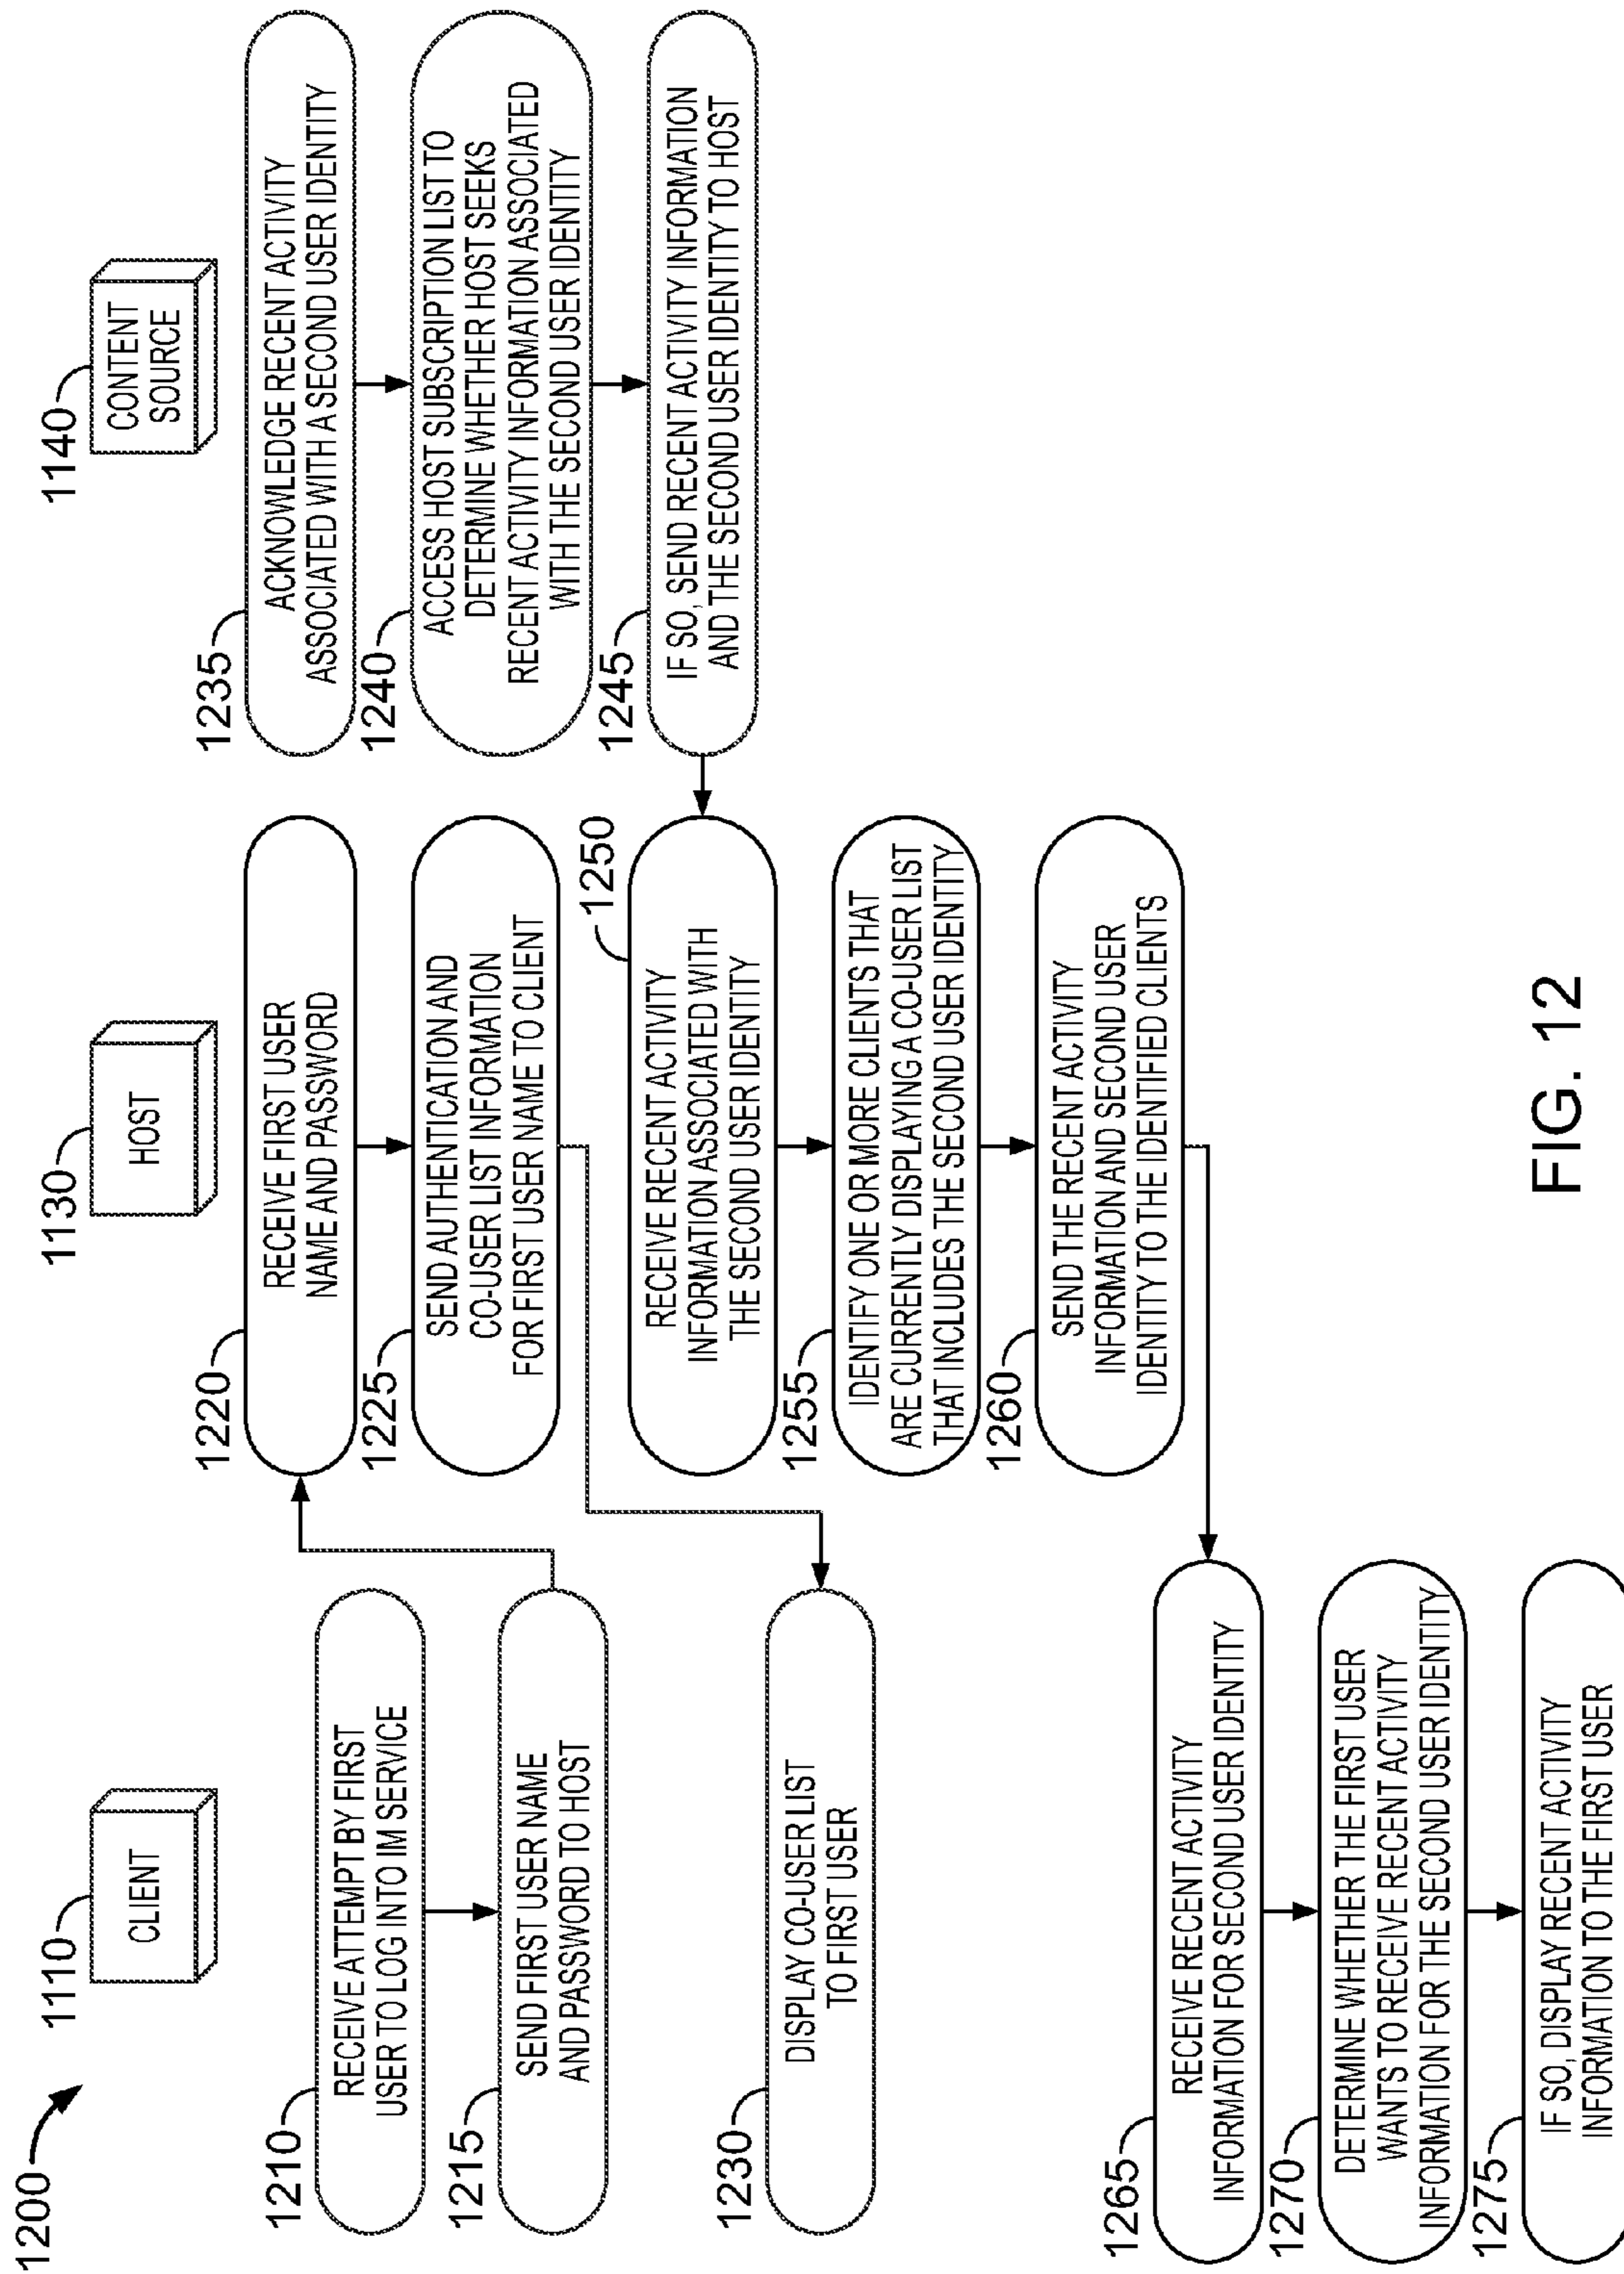 1200
1110
CLIENT
1130
HOST
1140
CONTENT
SOURCE
1210
RECEIVE ATTEMPT BY FIRST
USER TO LOG INTO IM SERVICE
1215
SEND FIRST USER NAME
AND PASSWORD TO HOST
1220
RECEIVE FIRST USER
NAME AND PASSWORD
1225
SEND AUTHENTICATION AND
CO-USER LIST INFORMATION
FOR FIRST USER NAME TO CLIENT
1230
DISPLAY CO-USER LIST
TO FIRST USER
1235
ACKNOWLEDGE RECENT ACTIVITY
ASSOCIATED WITH A SECOND USER IDENTITY
1240
ACCESS HOST SUBSCRIPTION LIST TO
DETERMINE WHETHER HOST SEEKS
RECENT ACTIVITY INFORMATION ASSOCIATED
WITH THE SECOND USER IDENTITY
1245
IF SO, SEND RECENT ACTIVITY INFORMATION
AND THE SECOND USER IDENTITY TO HOST
1250
RECEIVE RECENT ACTIVITY
INFORMATION ASSOCIATED WITH
THE SECOND USER IDENTITY
1255
IDENTIFY ONE OR MORE CLIENTS THAT
ARE CURRENTLY DISPLAYING A CO-USER LIST
THAT INCLUDES THE SECOND USER IDENTITY
1260
SEND THE RECENT ACTIVITY
INFORMATION AND SECOND USER
IDENTITY TO THE IDENTIFIED CLIENTS
1265
RECEIVE RECENT ACTIVITY
INFORMATION FOR SECOND USER IDENTITY
1270
DETERMINE WHETHER THE FIRST USER
WANTS TO RECEIVE RECENT ACTIVITY
INFORMATION FOR THE SECOND USER IDENTITY
1275
IF SO, DISPLAY RECENT ACTIVITY
INFORMATION TO THE FIRST USER
FIG. 12